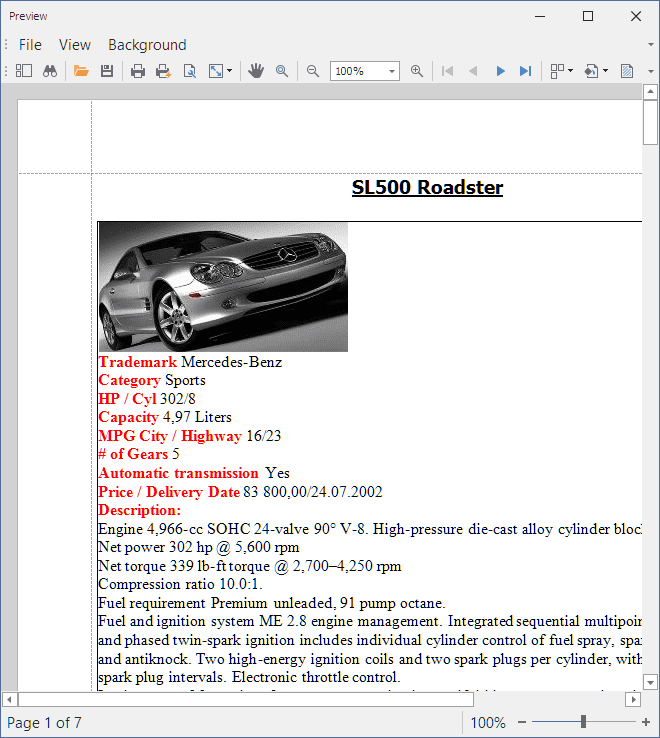 Preview
File View Background
100%
SL500 Roadster
Trademark Mercedes-Benz
Category Sports
HP / Cyl 302/8
Capacity 4,97 Liters
MPG City / Highway 16/23
# of Gears 5
Automatic transmission Yes
Price / Delivery Date 83 800,00/24.07.2002
Description:
Engine 4,966-cc SOHC 24-valve 90° V-8. High-pressure die-cast alloy cylinder bloc
Net power 302 hp @ 5,600 rpm
Net torque 339 lb-ft torque @ 2,700–4,250 rpm
Compression ratio 10.0:1.
Fuel requirement Premium unleaded, 91 pump octane.
Fuel and ignition system ME 2.8 engine management. Integrated sequential multipoin
and phased twin-spark ignition includes individual cylinder control of fuel spray, spa
and antiknock. Two high-energy ignition coils and two spark plugs per cylinder, with
spark plug intervals. Electronic throttle control.
Page 1 of 7 100%